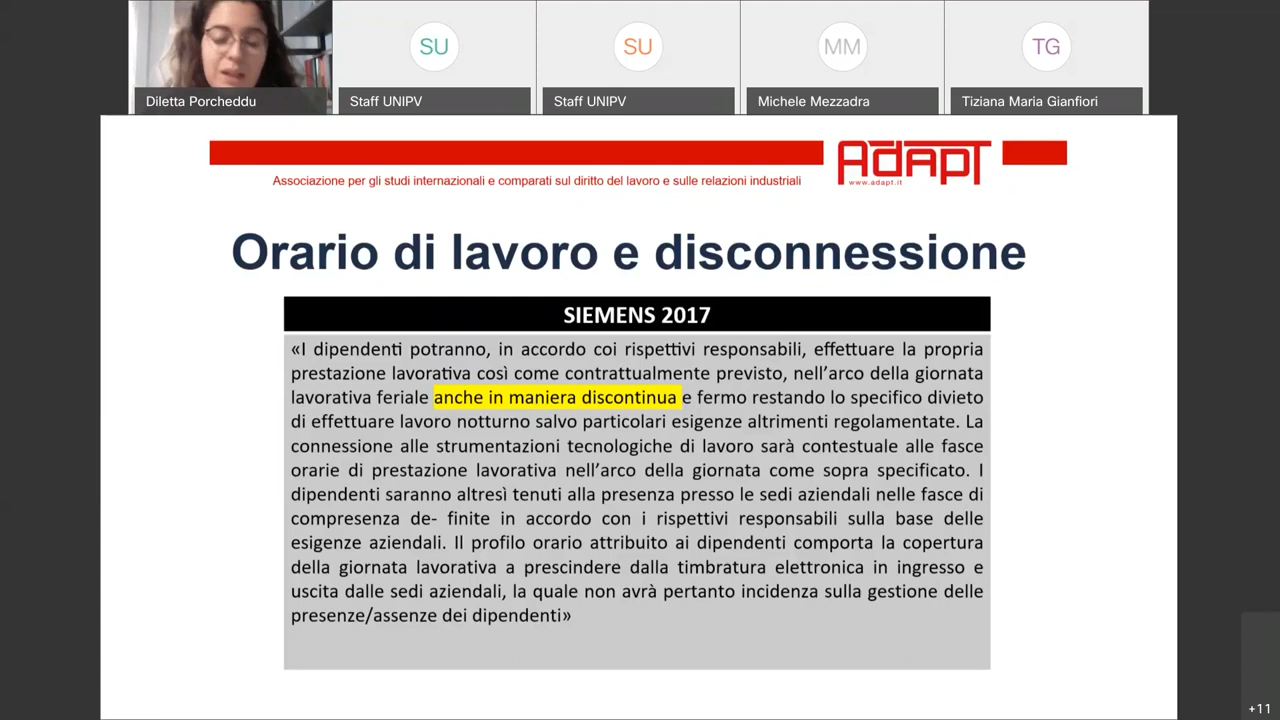 SU
SU
MM
TG
Diletta Porcheddu
Staff UNIPV
Staff UNIPV
Michele Mezzadra
Tiziana Maria Gianfiori
Associazione per gli studi internazionali e comparati sul diritto del lavoro e sulle relazioni industriali
ADAPT
www.adapt.it
Orario di lavoro e disconnessione
SIEMENS 2017
«I dipendenti potranno, in accordo coi rispettivi responsabili, effettuare la propria
prestazione lavorativa così come contrattualmente previsto, nell'arco della giornata
lavorativa feriale anche in maniera discontinua e fermo restando lo specifico divieto
di effettuare lavoro notturno salvo particolari esigenze altrimenti regolamentate. La
connessione alle strumentazioni tecnologiche di lavoro sarà contestuale alle fasce
orarie di prestazione lavorativa nell'arco della giornata come sopra specificato. I
dipendenti saranno altresì tenuti alla presenza presso le sedi aziendali nelle fasce di
compresenza de- finite in accordo con i rispettivi responsabili sulla base delle
esigenze aziendali. Il profilo orario attribuito ai dipendenti comporta la copertura
della giornata lavorativa a prescindere dalla timbratura elettronica in ingresso e
uscita dalle sedi aziendali, la quale non avrà pertanto incidenza sulla gestione delle
presenze/assenze dei dipendenti»
+11